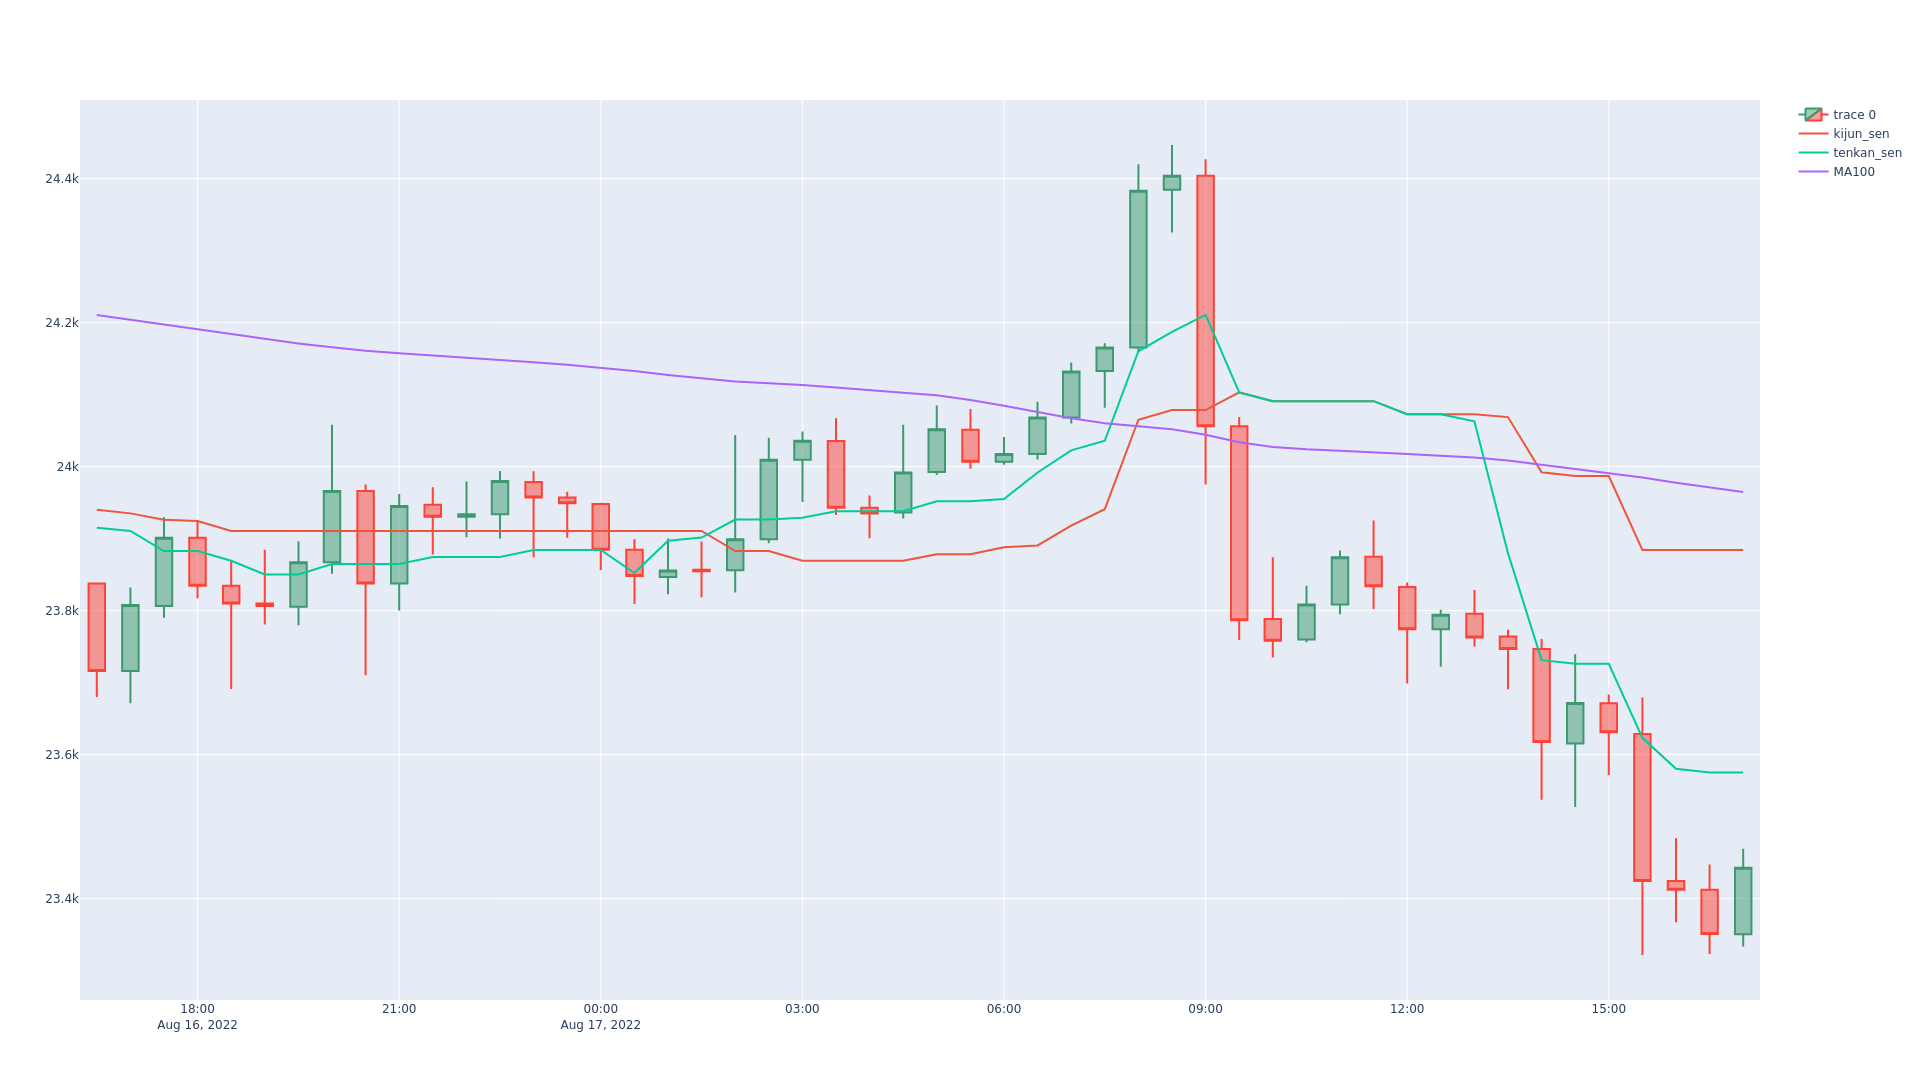 trace 0
kijun_sen
tenkan_sen
MA100
24.4k
24.2k
24k
23.8k
23.6k
23.4k
18:00 21:00 00:00 03:00 06:00 09:00 12:00 15:00
Aug 16, 2022 Aug 17, 2022